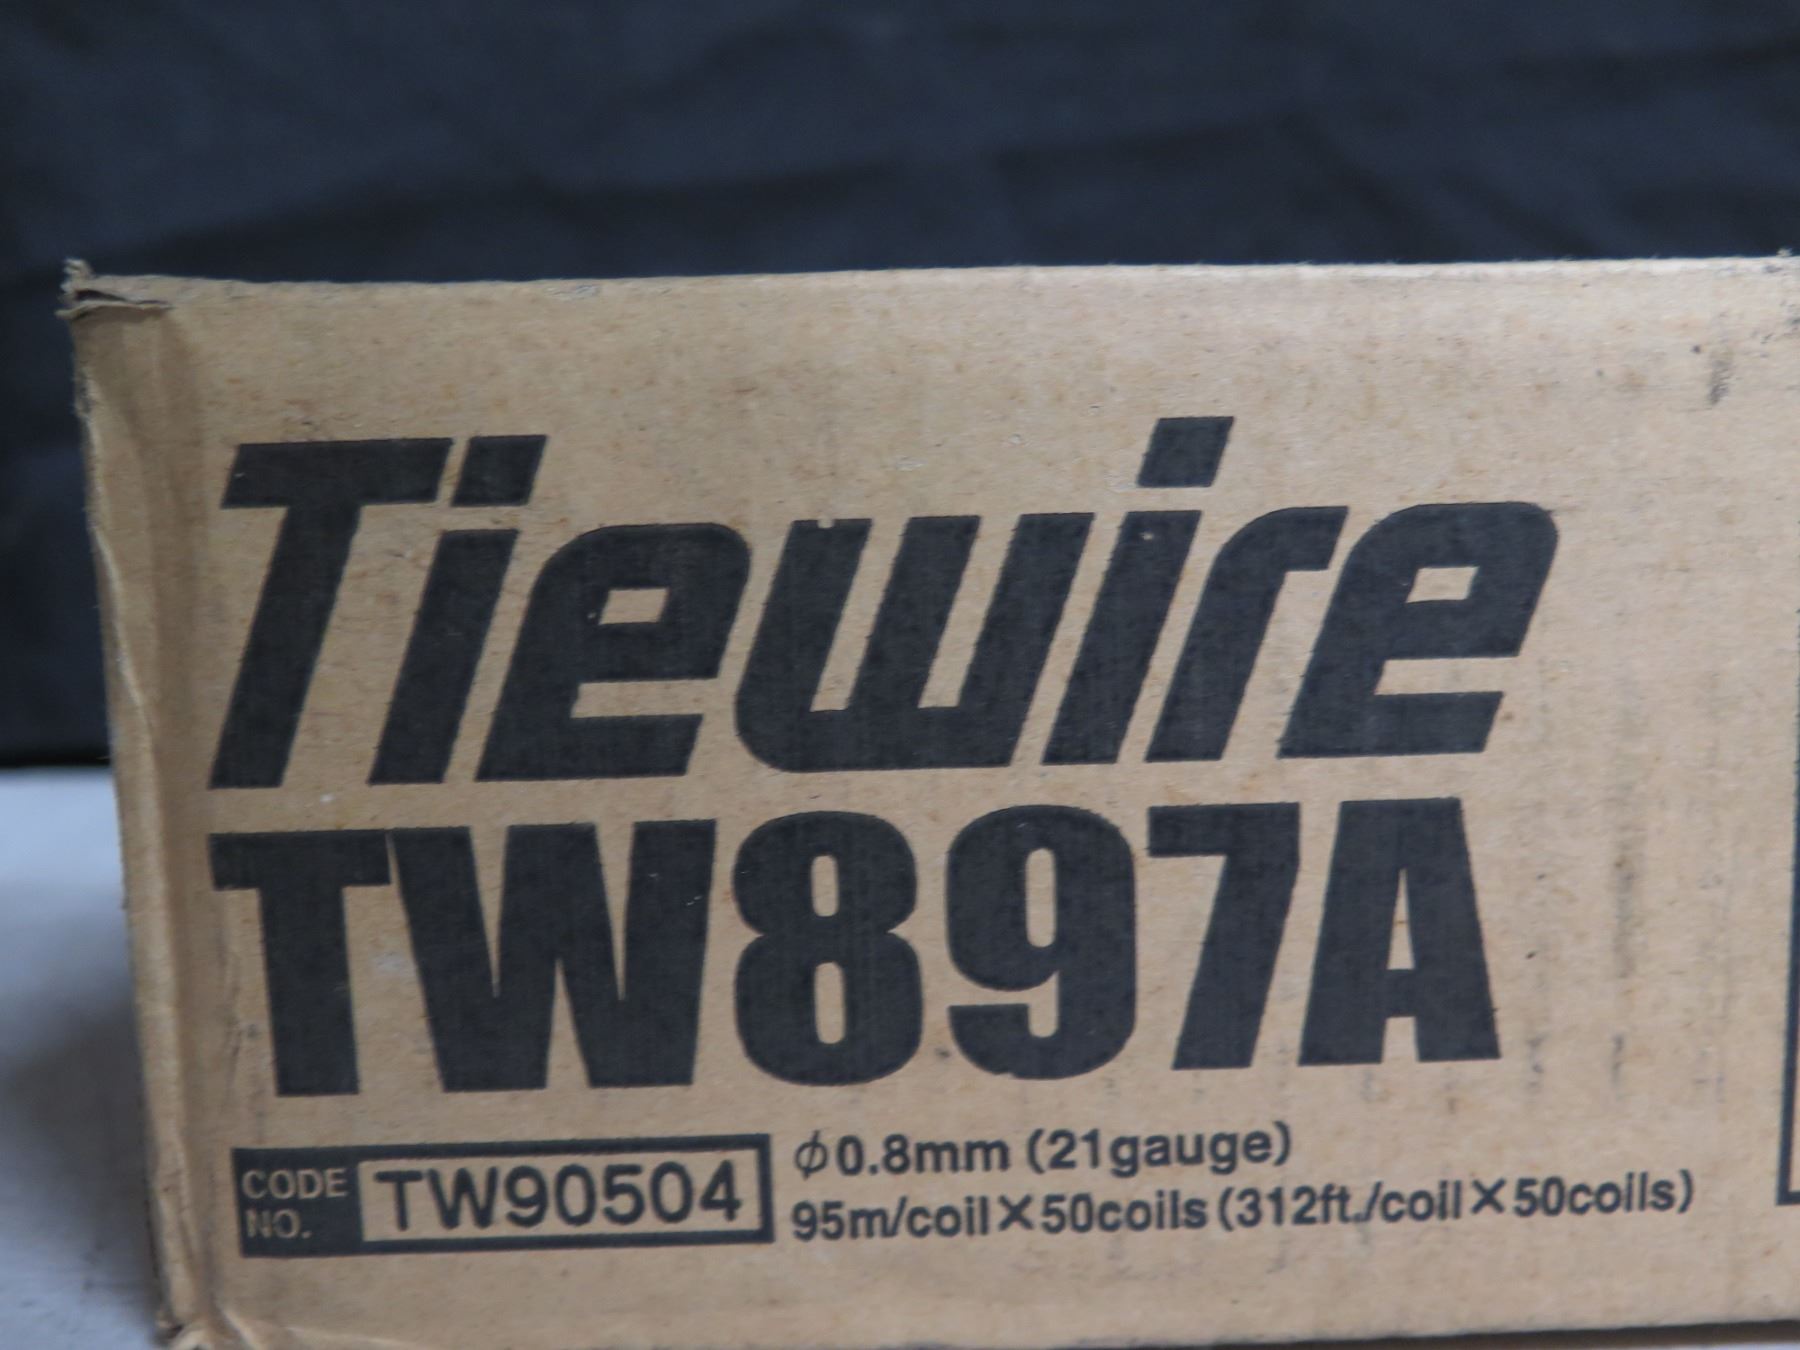 Tiewire
TW897A
CODE NO. TW90504
ϕ0.8mm (21gauge)
95m/coil×50coils (312ft./coil×50coils)